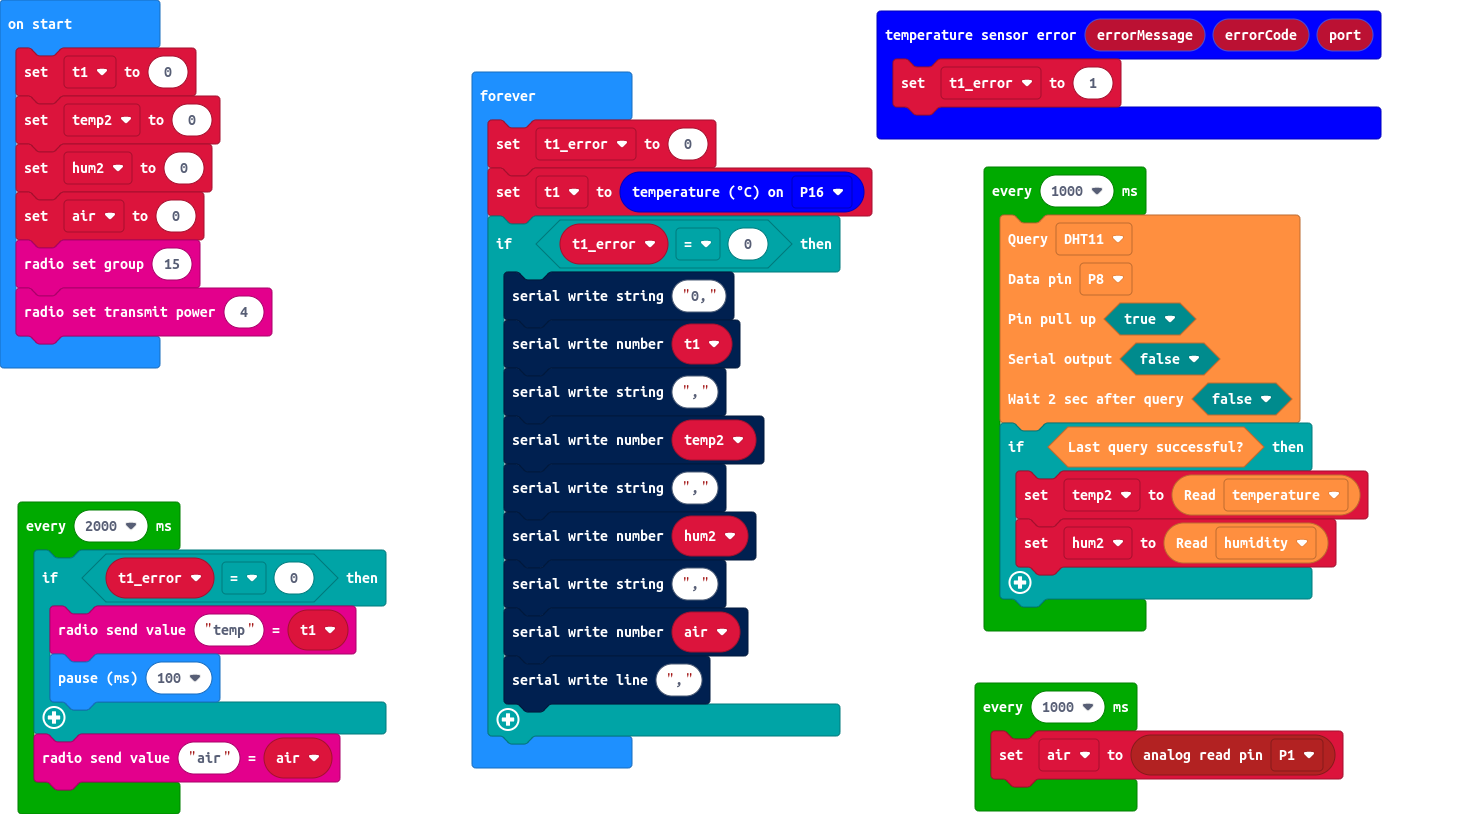 on start
set t1 to 0
set temp2 to 0
set hum2 to 0
set air to 0
radio set group 15
radio set transmit power 4
every 2000 ms
if t1_error = 0 then
radio send value "temp" = t1
pause (ms) 100
radio send value "air" = air
forever
set t1_error to 0
set t1 to temperature (°C) on P16
if t1_error = 0 then
serial write string "0,"
serial write number t1
serial write string ","
serial write number temp2
serial write string ","
serial write number hum2
serial write string ","
serial write number air
serial write line ","
temperature sensor error errorMessage errorCode port
set t1_error to 1
every 1000 ms
Query DHT11
Data pin P8
Pin pull up true
Serial output false
Wait 2 sec after query false
if Last query successful? then
set temp2 to Read temperature
set hum2 to Read humidity
every 1000 ms
set air to analog read pin P1